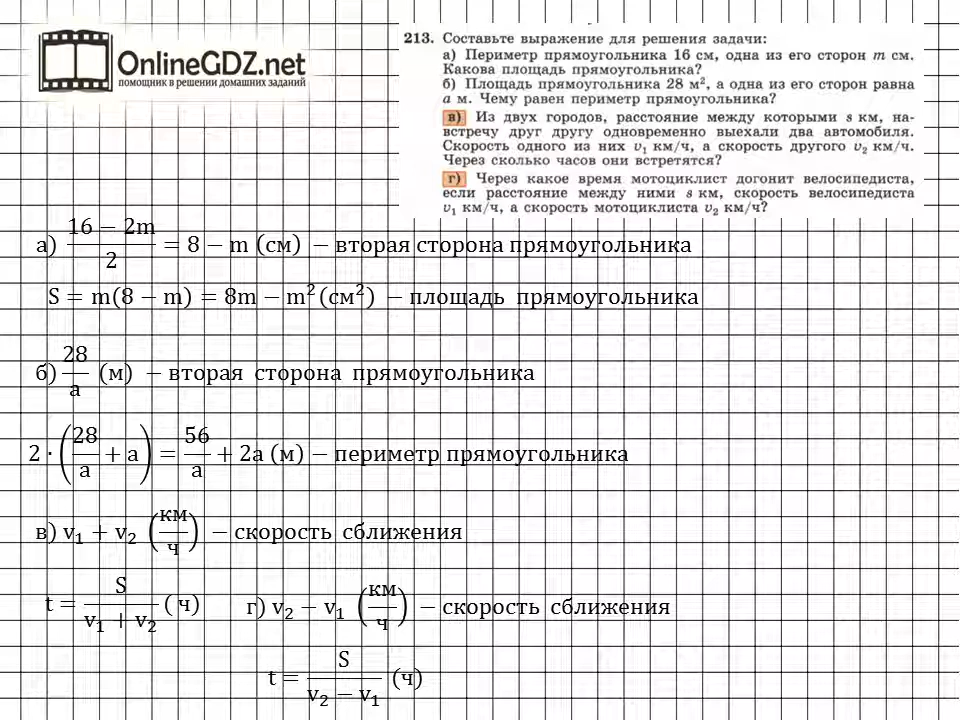 OnlineGDZ.net
помощник в решении домашних заданий
213. Составьте выражение для решения задачи:
а) Периметр прямоугольника 16 см, одна из его сторон m см.
Какова площадь прямоугольника?
б) Площадь прямоугольника 28 м², а одна из его сторон равна
a м. Чему равен периметр прямоугольника?
в) Из двух городов, расстояние между которыми s км, на-
встречу друг другу одновременно выехали два автомобиля.
Скорость одного из них v₁ км/ч, а скорость другого v₂ км/ч.
Через сколько часов они встретятся?
г) Через какое время мотоциклист догонит велосипедиста,
если расстояние между ними s км, скорость велосипедиста
v₁ км/ч, а скорость мотоциклиста v₂ км/ч?
а) (16 − 2m)/2 = 8 − m (см) − вторая сторона прямоугольника
S = m(8 − m) = 8m − m²(см²) − площадь прямоугольника
б) 28/a (м) − вторая сторона прямоугольника
2 · (28/a + a) = 56/a + 2a (м) − периметр прямоугольника
в) v₁ + v₂ (км/ч) − скорость сближения
t = S/(v₁ + v₂) ( ч)
г) v₂ − v₁ (км/ч) − скорость сближения
t = S/(v₂ − v₁) (ч)